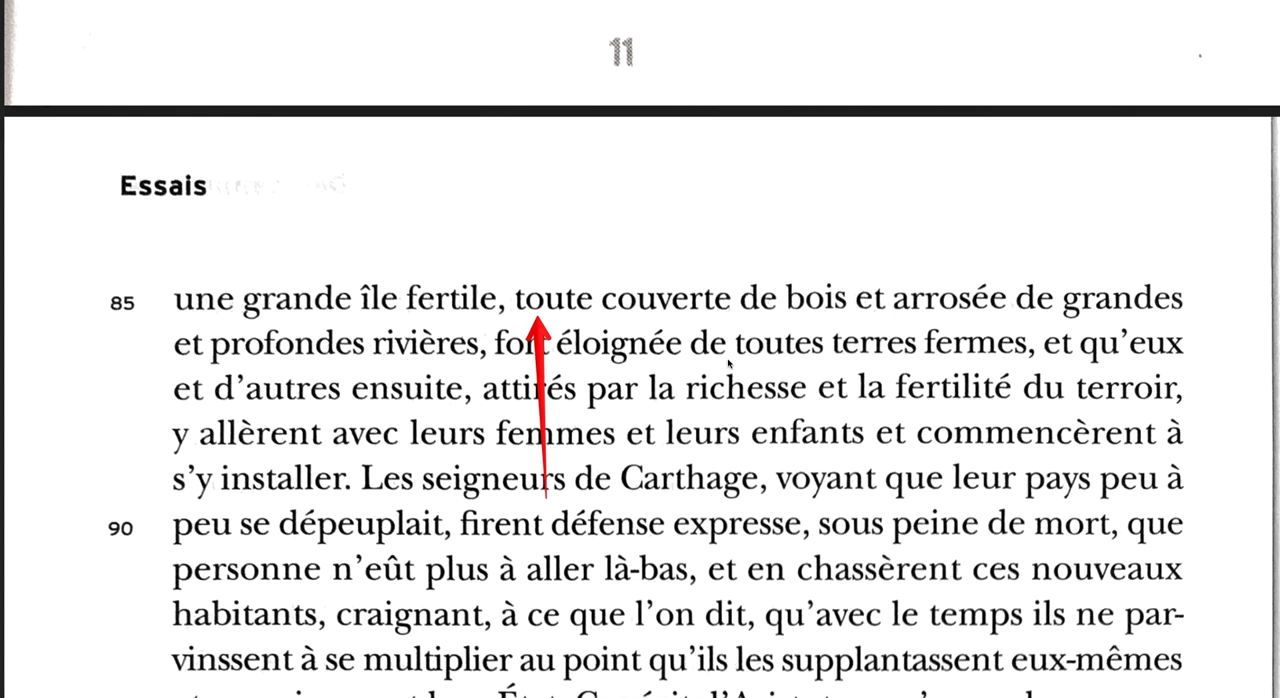 11
Essais
85 une grande île fertile, toute couverte de bois et arrosée de grandes
et profondes rivières, fort éloignée de toutes terres fermes, et qu'eux
et d'autres ensuite, attirés par la richesse et la fertilité du terroir,
y allèrent avec leurs femmes et leurs enfants et commencèrent à
s'y installer. Les seigneurs de Carthage, voyant que leur pays peu à
90 peu se dépeuplait, firent défense expresse, sous peine de mort, que
personne n'eût plus à aller là-bas, et en chassèrent ces nouveaux
habitants, craignant, à ce que l'on dit, qu'avec le temps ils ne par-
vinssent à se multiplier au point qu'ils les supplantassent eux-mêmes